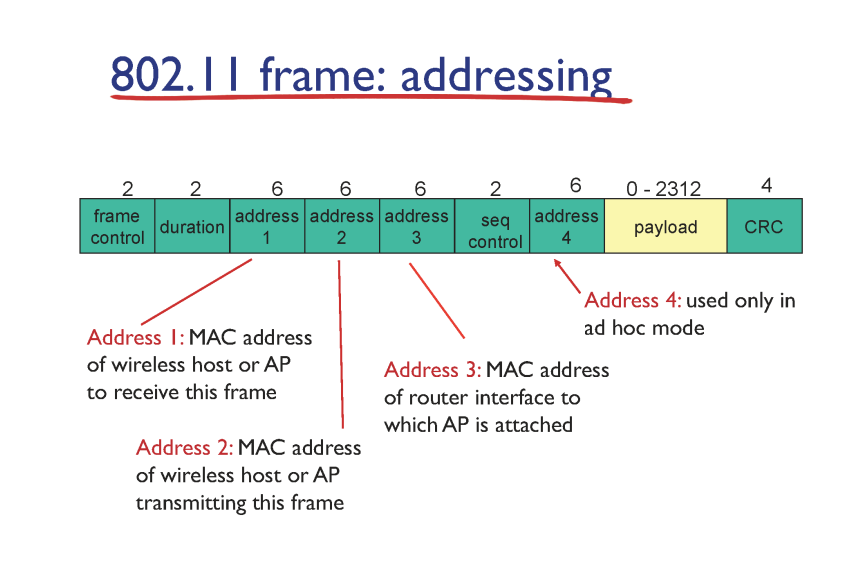 802.11 frame: addressing
2 2 6 6 6 2 6 0 - 2312 4
frame control
duration
address 1
address 2
address 3
seq control
address 4
payload
CRC
Address 1: MAC address
of wireless host or AP
to receive this frame
Address 2: MAC address
of wireless host or AP
transmitting this frame
Address 3: MAC address
of router interface to
which AP is attached
Address 4: used only in
ad hoc mode